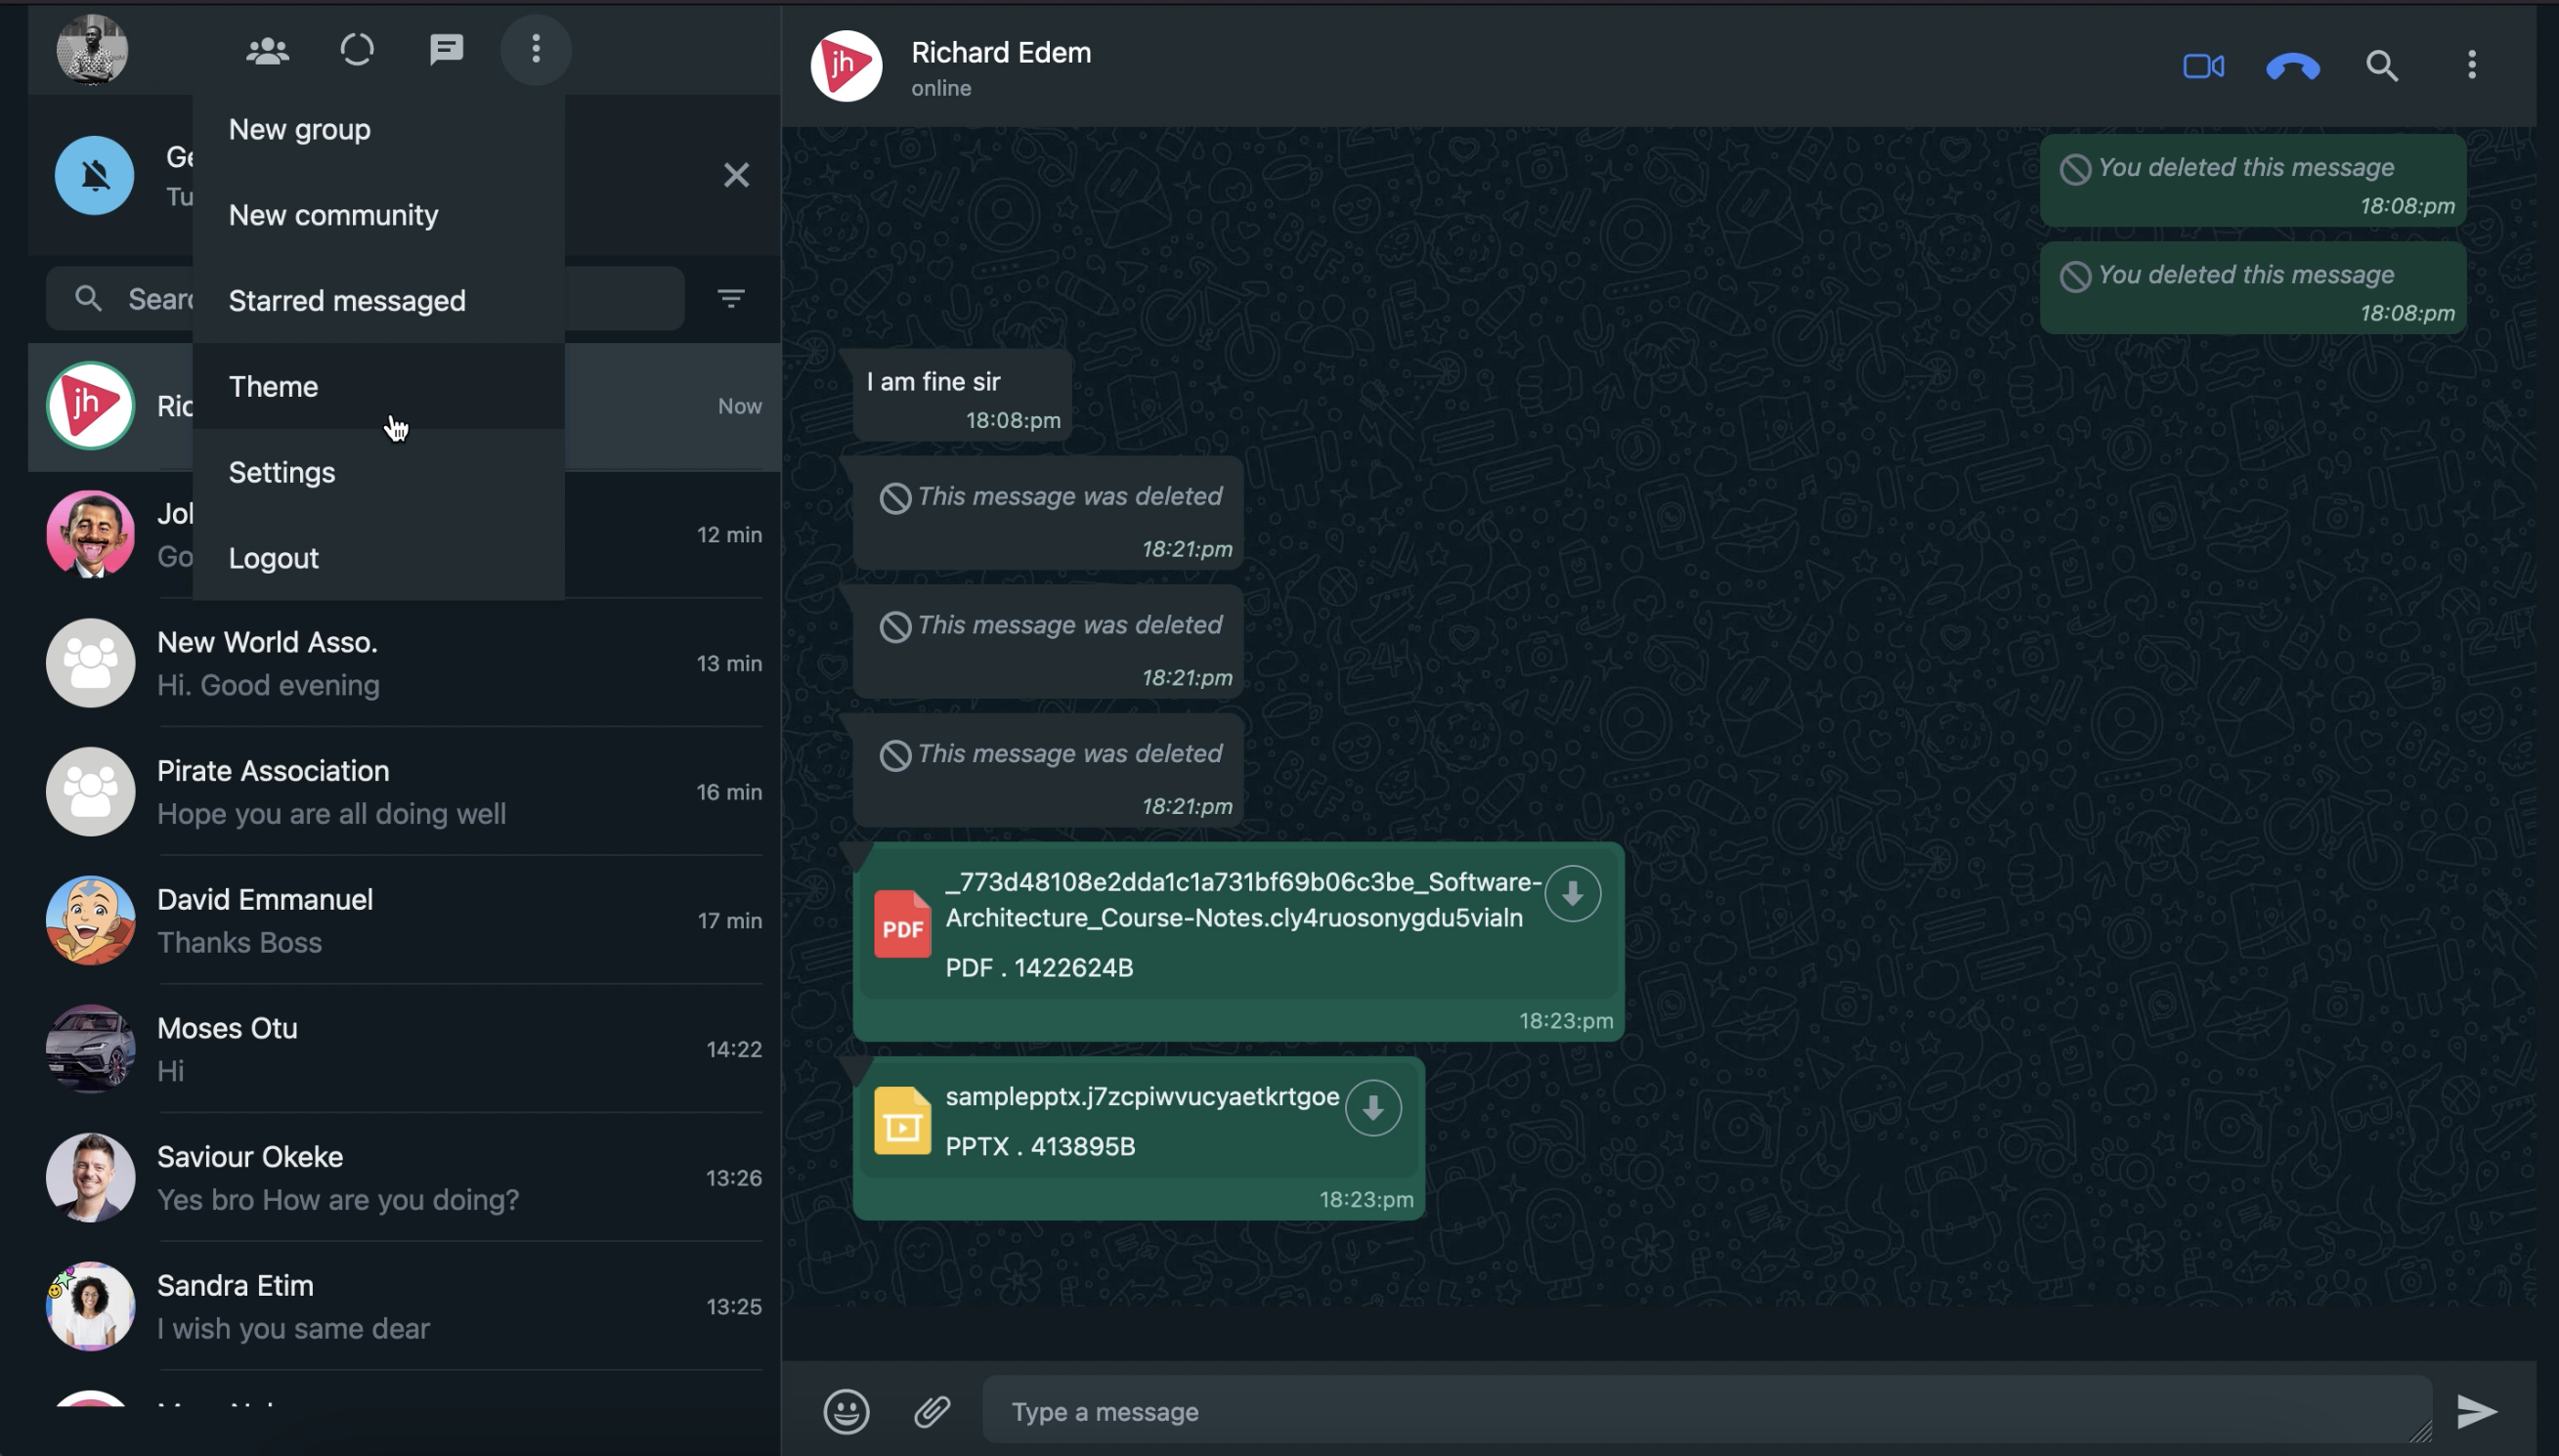 New group
New community
Starred messaged
Theme
Settings
Logout
Ge
Tu
Searc
Ric
Now
Jol
Go
12 min
New World Asso.
13 min
Hi. Good evening
Pirate Association
16 min
Hope you are all doing well
David Emmanuel
17 min
Thanks Boss
Moses Otu
14:22
Hi
Saviour Okeke
13:26
Yes bro How are you doing?
Sandra Etim
13:25
I wish you same dear
jh
jh
Richard Edem
online
You deleted this message
18:08:pm
You deleted this message
18:08:pm
I am fine sir
18:08:pm
This message was deleted
18:21:pm
This message was deleted
18:21:pm
This message was deleted
18:21:pm
_773d48108e2dda1c1a731bf69b06c3be_Software-
Architecture_Course-Notes.cly4ruosonygdu5vialn
PDF
PDF . 1422624B
18:23:pm
samplepptx.j7zcpiwvucyaetkrtgoe
PPTX . 413895B
18:23:pm
Type a message